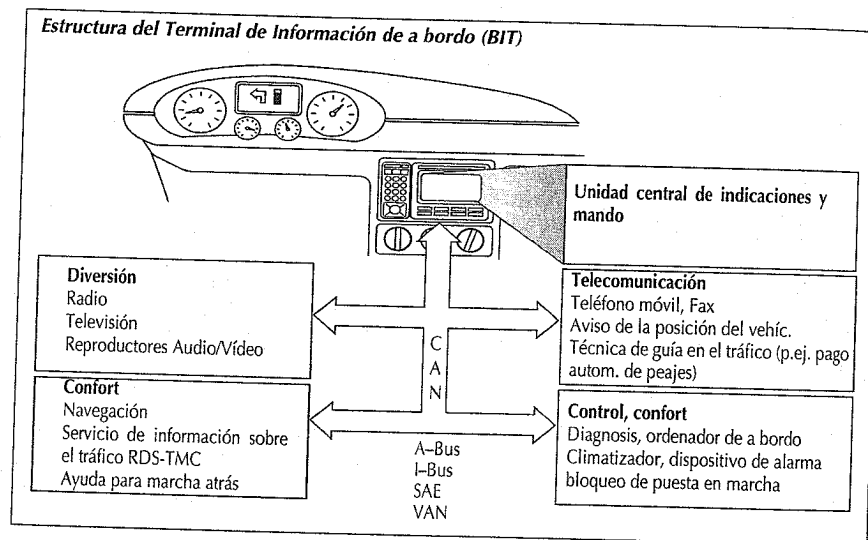 Estructura del Terminal de Información de a bordo (BIT)
Unidad central de indicaciones y
mando
Diversión
Radio
Televisión
Reproductores Audio/Vídeo
Telecomunicación
Teléfono móvil, Fax
Aviso de la posición del vehíc.
Técnica de guía en el tráfico (p.ej. pago
autom. de peajes)
C
A
N
Confort
Navegación
Servicio de información sobre
el tráfico RDS-TMC
Ayuda para marcha atrás
Control, confort
Diagnosis, ordenador de a bordo
Climatizador, dispositivo de alarma
bloqueo de puesta en marcha
A–Bus
I–Bus
SAE
VAN